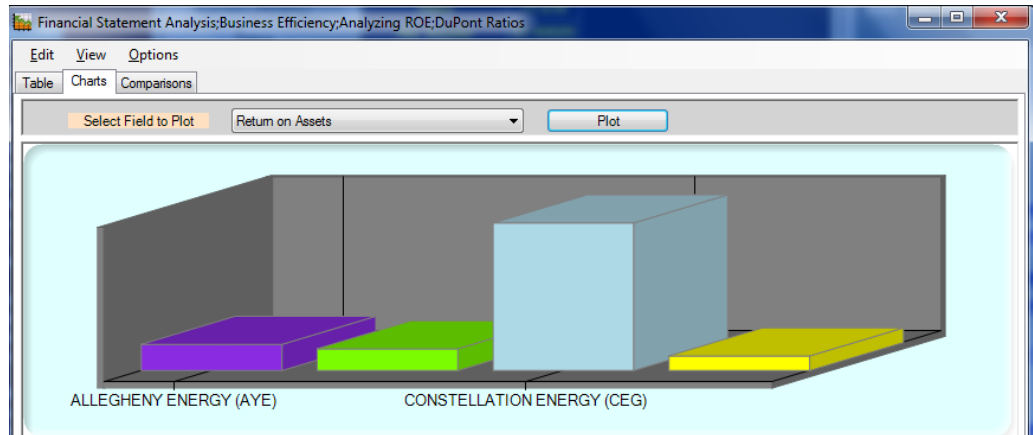 Financial Statement Analysis;Business Efficiency;Analyzing ROE;DuPont Ratios
Edit View Options
Table Charts Comparisons
Select Field to Plot Return on Assets Plot
ALLEGHENY ENERGY (AYE) CONSTELLATION ENERGY (CEG)